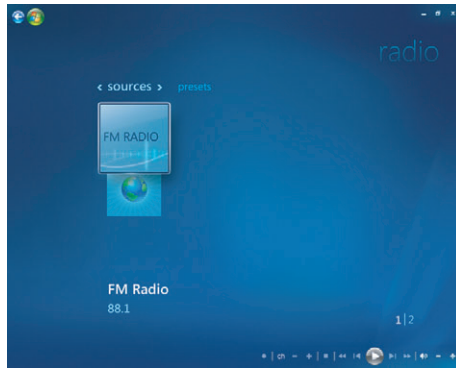 radio
< sources > presets
FM RADIO
FM Radio
88.1
1|2
ch